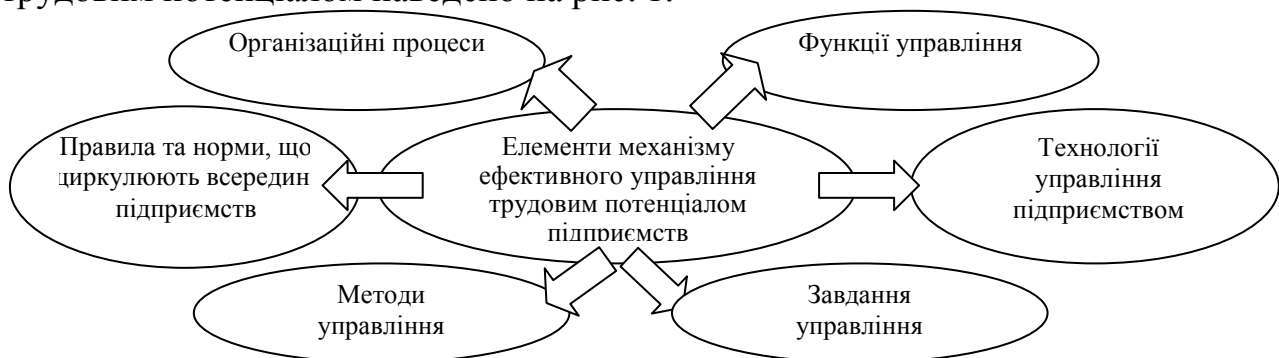 трудовим потенціалом наведено на рис. 1.
Організаційні процеси
Функції управління
Правила та норми, що
циркулюють всередин
підприємств
Елементи механізму
ефективного управління
трудовим потенціалом
підприємств
Технології
управління
підприємством
Методи
управління
Завдання
управління